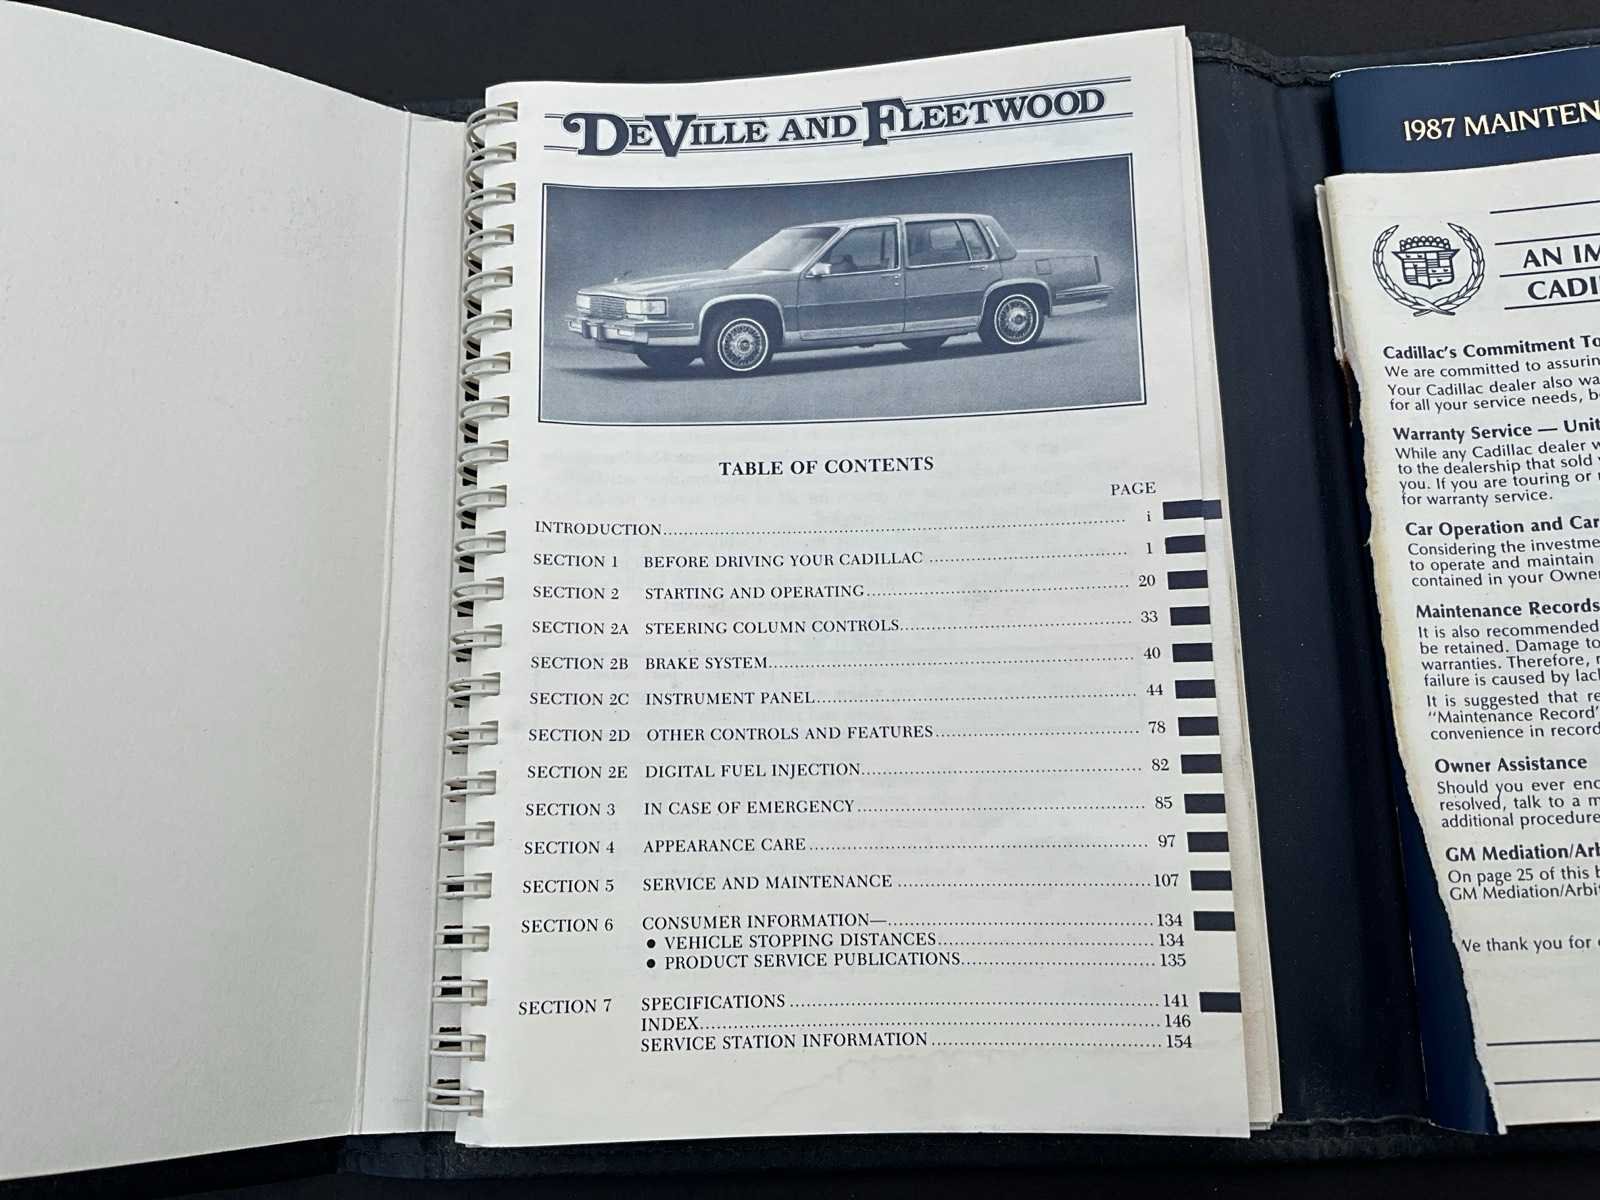 DEVILLE AND FLEETWOOD
TABLE OF CONTENTS
PAGE
INTRODUCTION.......... i
SECTION 1 BEFORE DRIVING YOUR CADILLAC .......... 1
SECTION 2 STARTING AND OPERATING.......... 20
SECTION 2A STEERING COLUMN CONTROLS.......... 33
SECTION 2B BRAKE SYSTEM.......... 40
SECTION 2C INSTRUMENT PANEL.......... 44
SECTION 2D OTHER CONTROLS AND FEATURES.......... 78
SECTION 2E DIGITAL FUEL INJECTION.......... 82
SECTION 3 IN CASE OF EMERGENCY.......... 85
SECTION 4 APPEARANCE CARE.......... 97
SECTION 5 SERVICE AND MAINTENANCE .......... 107
SECTION 6 CONSUMER INFORMATION—.......... 134
● VEHICLE STOPPING DISTANCES.......... 134
● PRODUCT SERVICE PUBLICATIONS.......... 135
SECTION 7 SPECIFICATIONS .......... 141
INDEX.......... 146
SERVICE STATION INFORMATION .......... 154
1987 MAINTEN
AN IM
CADI
Cadillac's Commitment To
We are committed to assurin
Your Cadillac dealer also wa
for all your service needs, b
Warranty Service — Unit
While any Cadillac dealer w
to the dealership that sold
you. If you are touring or
for warranty service.
Car Operation and Car
Considering the investme
to operate and maintain
contained in your Owner
Maintenance Records
It is also recommended
be retained. Damage to
warranties. Therefore,
failure is caused by lack
It is suggested that re
"Maintenance Record"
convenience in record
Owner Assistance
Should you ever enc
resolved, talk to a m
additional procedure
GM Mediation/Arb
On page 25 of this b
GM Mediation/Arbit
We thank you for